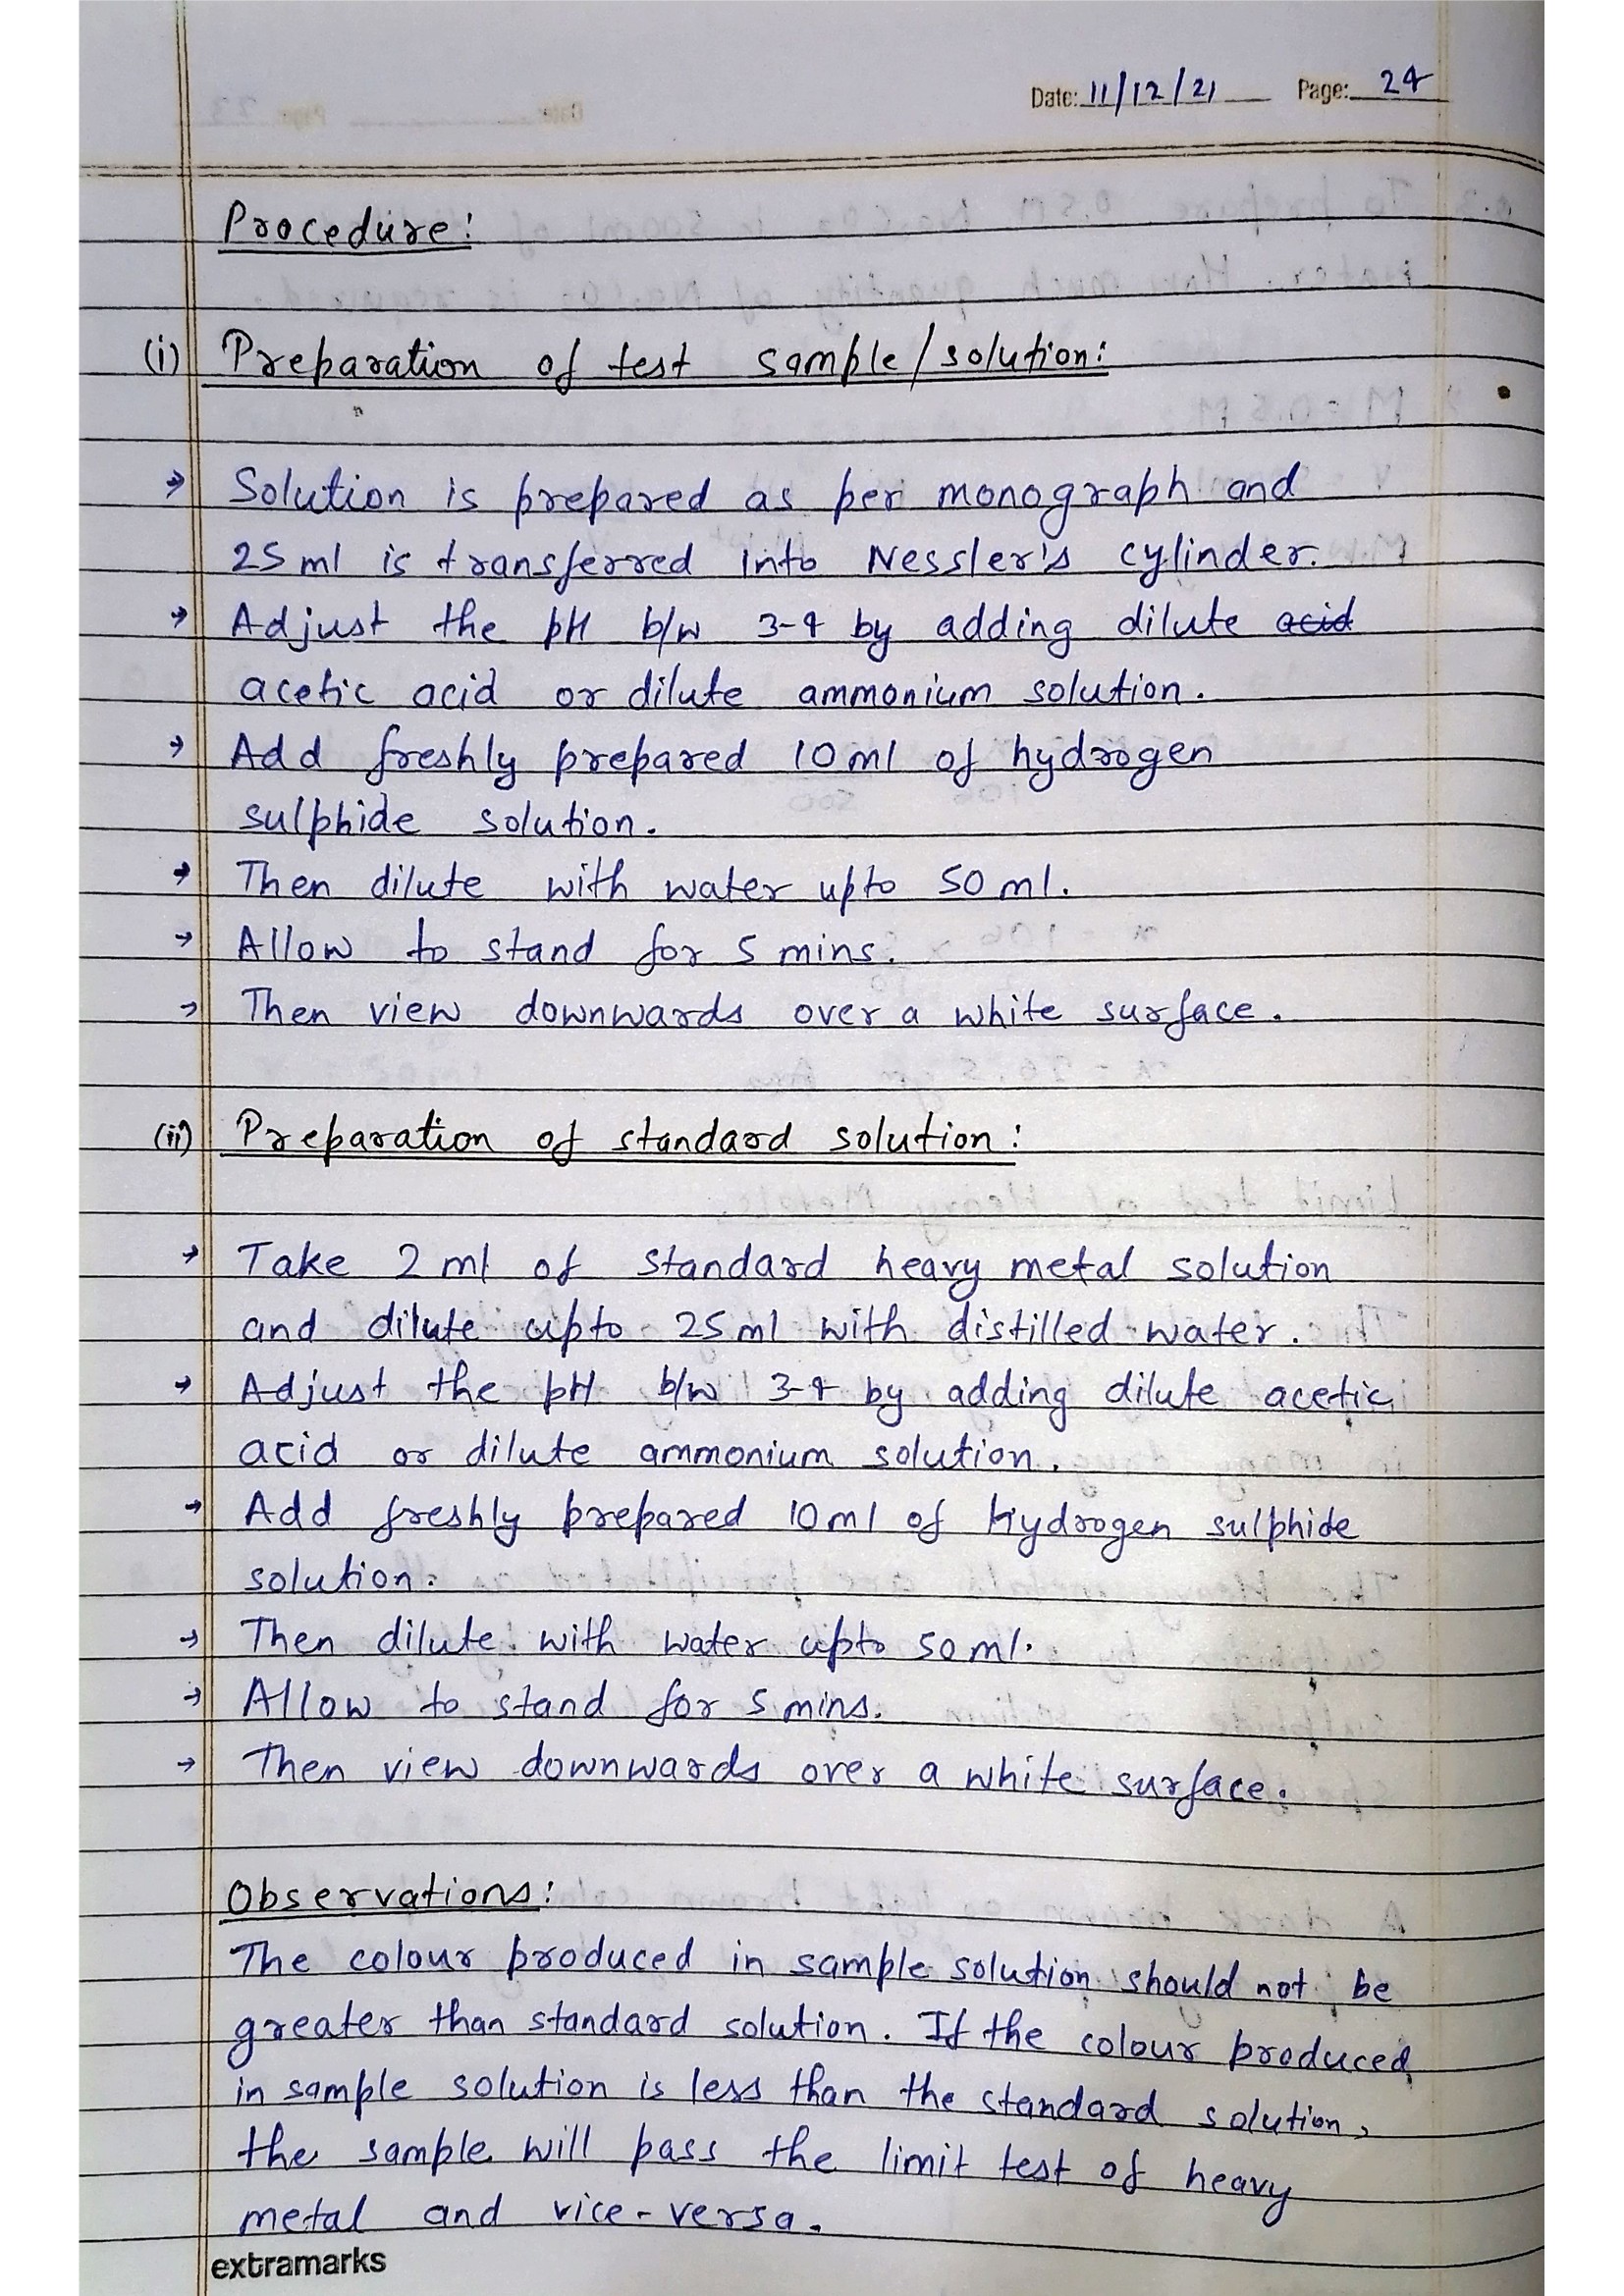 Date: 11/12/21 Page: 24
Procedure:
(i) Preparation of test sample/solution:
→ Solution is prepared as per monograph and
25 ml is transferred into Nessler's cylinder.
→ Adjust the pH b/w 3-4 by adding dilute acid
acetic acid or dilute ammonium solution.
→ Add freshly prepared 10 ml of hydrogen
sulphide solution.
→ Then dilute with water upto 50 ml.
→ Allow to stand for 5 mins.
→ Then view downwards over a white surface.
(ii) Preparation of standard solution:
→ Take 2 ml of standard heavy metal solution
and dilute upto 25 ml with distilled water.
→ Adjust the pH b/w 3-4 by adding dilute acetic
acid or dilute ammonium solution.
→ Add freshly prepared 10 ml of hydrogen sulphide
solution.
→ Then dilute with water upto 50 ml.
→ Allow to stand for 5 mins.
→ Then view downwards over a white surface.
Observations:
The colour produced in sample solution should not be
greater than standard solution. If the colour produced
in sample solution is less than the standard solution,
the sample will pass the limit test of heavy
metal and vice-versa.
extramarks